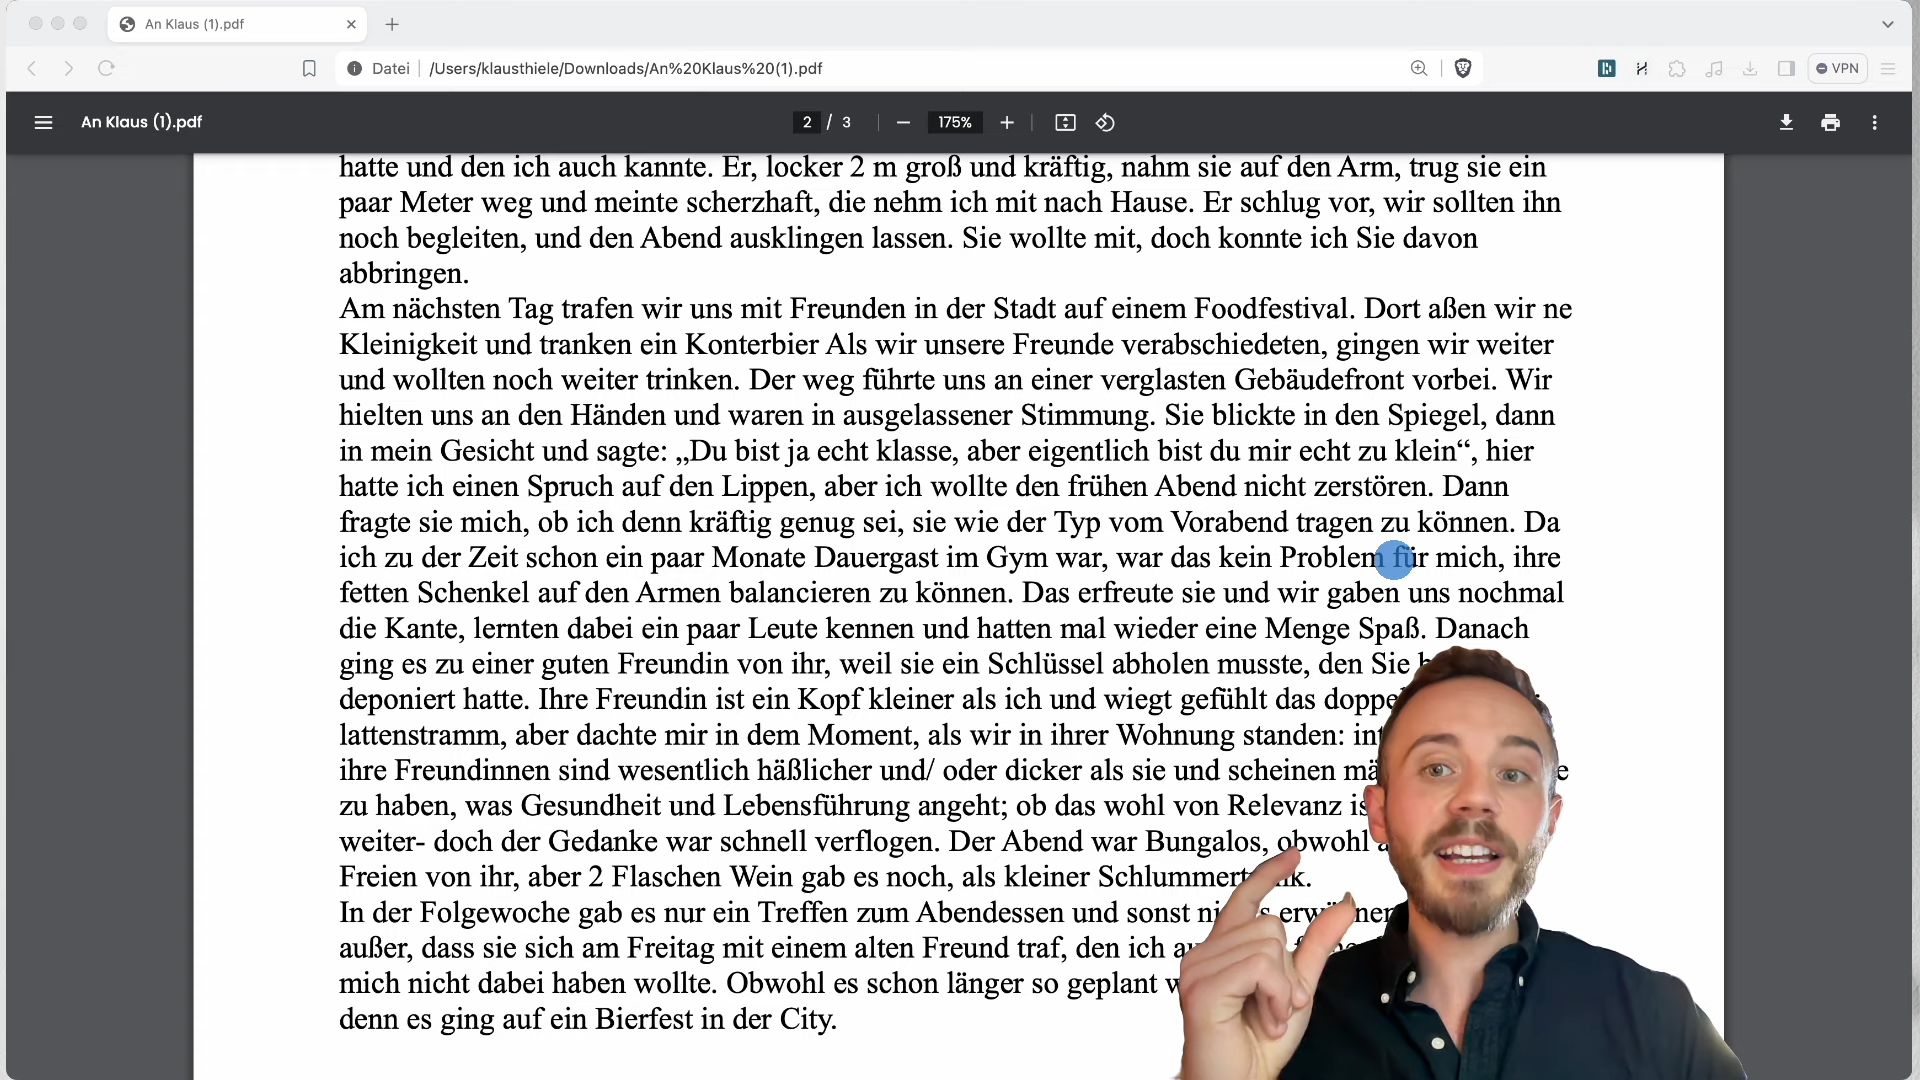 An Klaus (1).pdf
Datei /Users/klausthiele/Downloads/An%20Klaus%20(1).pdf
VPN
An Klaus (1).pdf
2 / 3
175%
hatte und den ich auch kannte. Er, locker 2 m groß und kräftig, nahm sie auf den Arm, trug sie ein
paar Meter weg und meinte scherzhaft, die nehm ich mit nach Hause. Er schlug vor, wir sollten ihn
noch begleiten, und den Abend ausklingen lassen. Sie wollte mit, doch konnte ich Sie davon
abbringen.
Am nächsten Tag trafen wir uns mit Freunden in der Stadt auf einem Foodfestival. Dort aßen wir ne
Kleinigkeit und tranken ein Konterbier Als wir unsere Freunde verabschiedeten, gingen wir weiter
und wollten noch weiter trinken. Der weg führte uns an einer verglasten Gebäudefront vorbei. Wir
hielten uns an den Händen und waren in ausgelassener Stimmung. Sie blickte in den Spiegel, dann
in mein Gesicht und sagte: „Du bist ja echt klasse, aber eigentlich bist du mir echt zu klein“, hier
hatte ich einen Spruch auf den Lippen, aber ich wollte den frühen Abend nicht zerstören. Dann
fragte sie mich, ob ich denn kräftig genug sei, sie wie der Typ vom Vorabend tragen zu können. Da
ich zu der Zeit schon ein paar Monate Dauergast im Gym war, war das kein Problem für mich, ihre
fetten Schenkel auf den Armen balancieren zu können. Das erfreute sie und wir gaben uns nochmal
die Kante, lernten dabei ein paar Leute kennen und hatten mal wieder eine Menge Spaß. Danach
ging es zu einer guten Freundin von ihr, weil sie ein Schlüssel abholen musste, den Sie
deponiert hatte. Ihre Freundin ist ein Kopf kleiner als ich und wiegt gefühlt das
lattenstramm, aber dachte mir in dem Moment, als wir in ihrer Wohnung standen:
ihre Freundinnen sind wesentlich häßlicher und/ oder dicker als sie und scheinen
zu haben, was Gesundheit und Lebensführung angeht; ob das wohl von Relevanz
weiter- doch der Gedanke war schnell verflogen. Der Abend war Bungalos, obwohl
Freien von ihr, aber 2 Flaschen Wein gab es noch, als kleiner
In der Folgewoche gab es nur ein Treffen zum Abendessen und sonst
außer, dass sie sich am Freitag mit einem alten Freund traf, den ich
mich nicht dabei haben wollte. Obwohl es schon länger so geplant
denn es ging auf ein Bierfest in der City.